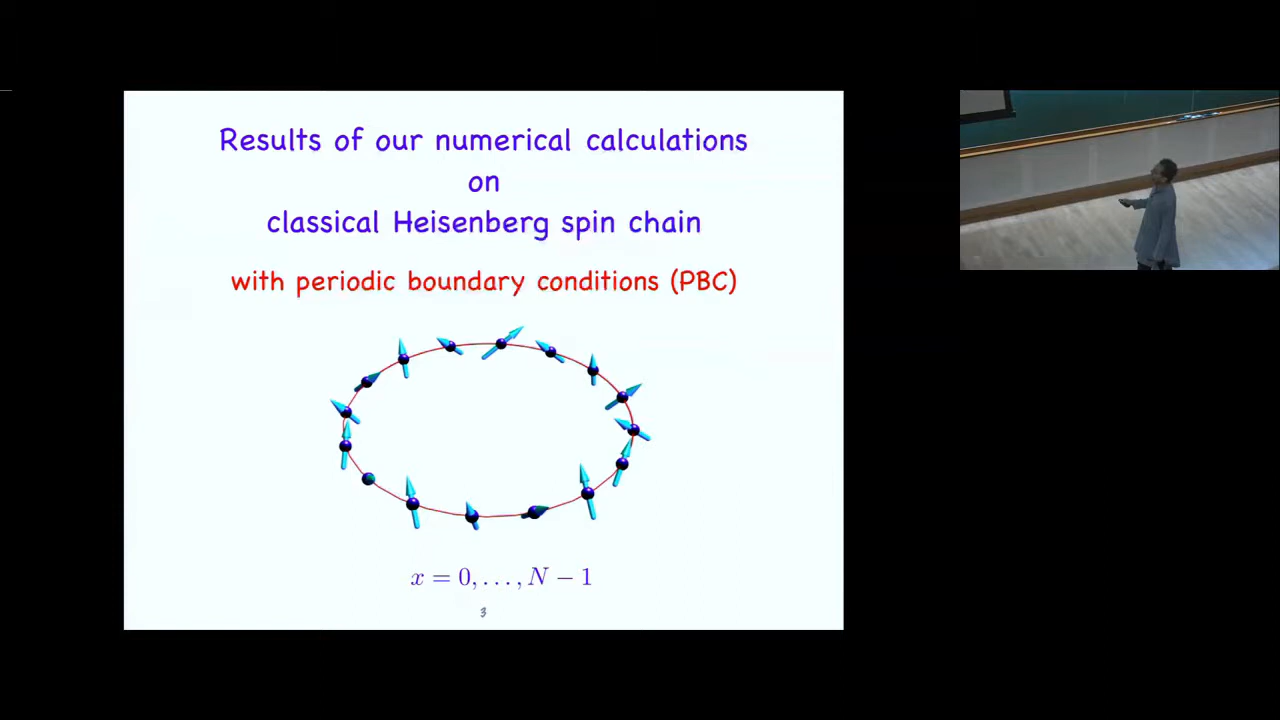 Results of our numerical calculations
on
classical Heisenberg spin chain
with periodic boundary conditions (PBC)
x = 0, . . . , N − 1
3